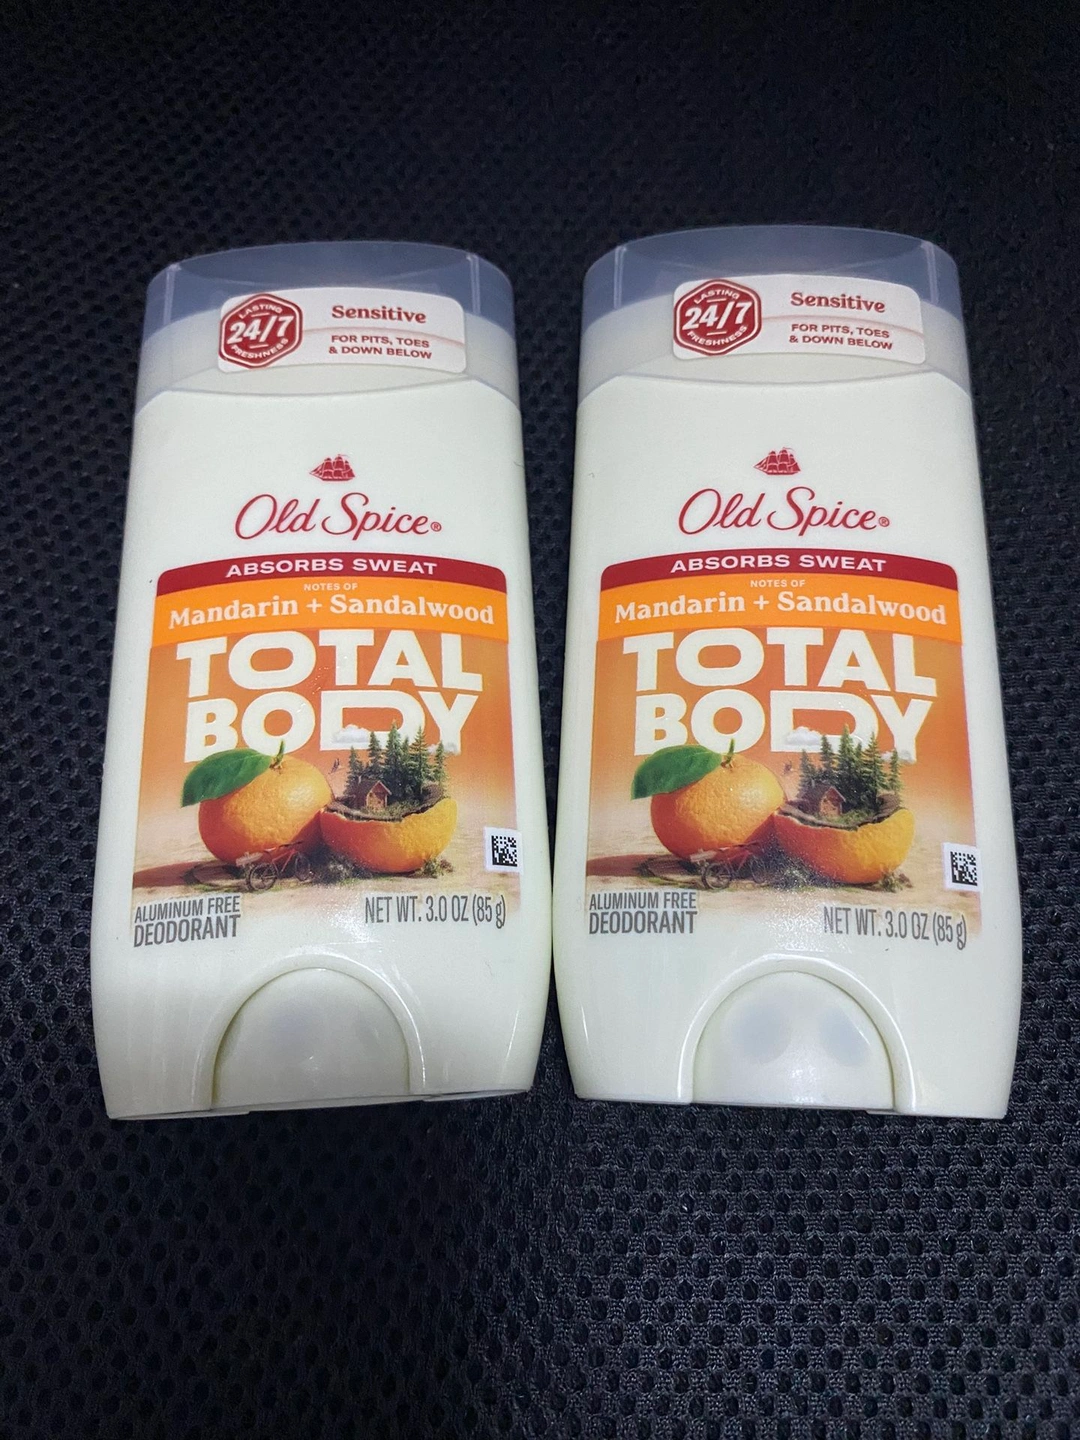 LASTING
24/7
FRESHNESS
Sensitive
FOR PITS, TOES
& DOWN BELOW
Old Spice®
ABSORBS SWEAT
NOTES OF
Mandarin + Sandalwood
TOTAL
BODY
ALUMINUM FREE
DEODORANT
NET WT. 3.0 OZ (85 g)
LASTING
24/7
FRESHNESS
Sensitive
FOR PITS, TOES
& DOWN BELOW
Old Spice®
ABSORBS SWEAT
NOTES OF
Mandarin + Sandalwood
TOTAL
BODY
ALUMINUM FREE
DEODORANT
NET WT. 3.0 OZ (85 g)